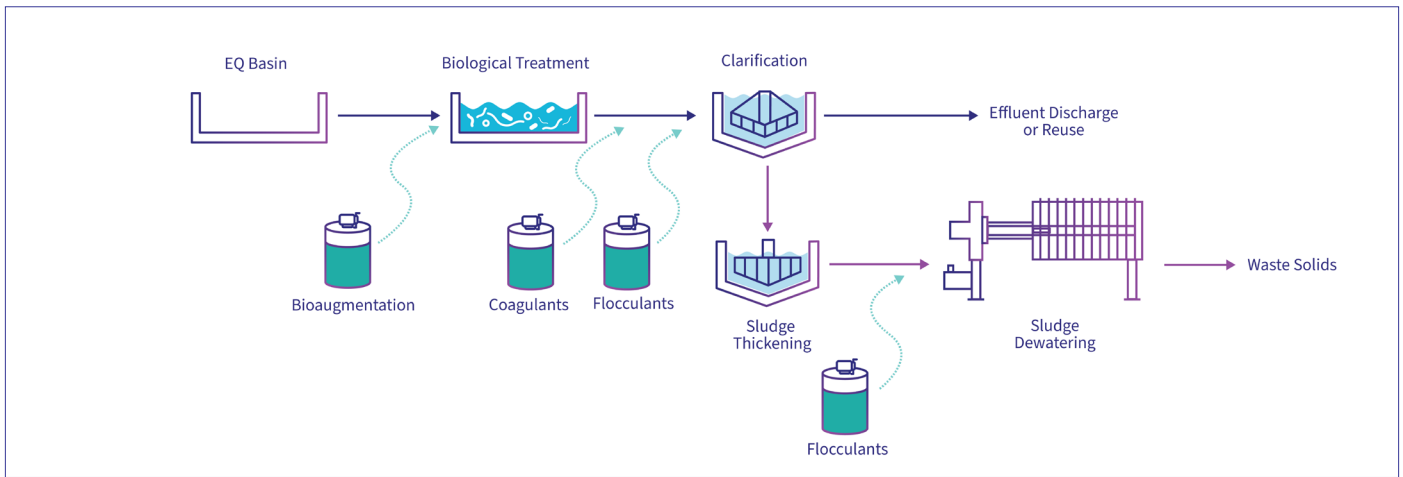 EQ Basin
Biological Treatment
Clarification
Effluent Discharge
or Reuse
Bioaugmentation
Coagulants
Flocculants
Sludge
Thickening
Sludge
Dewatering
Waste Solids
Flocculants